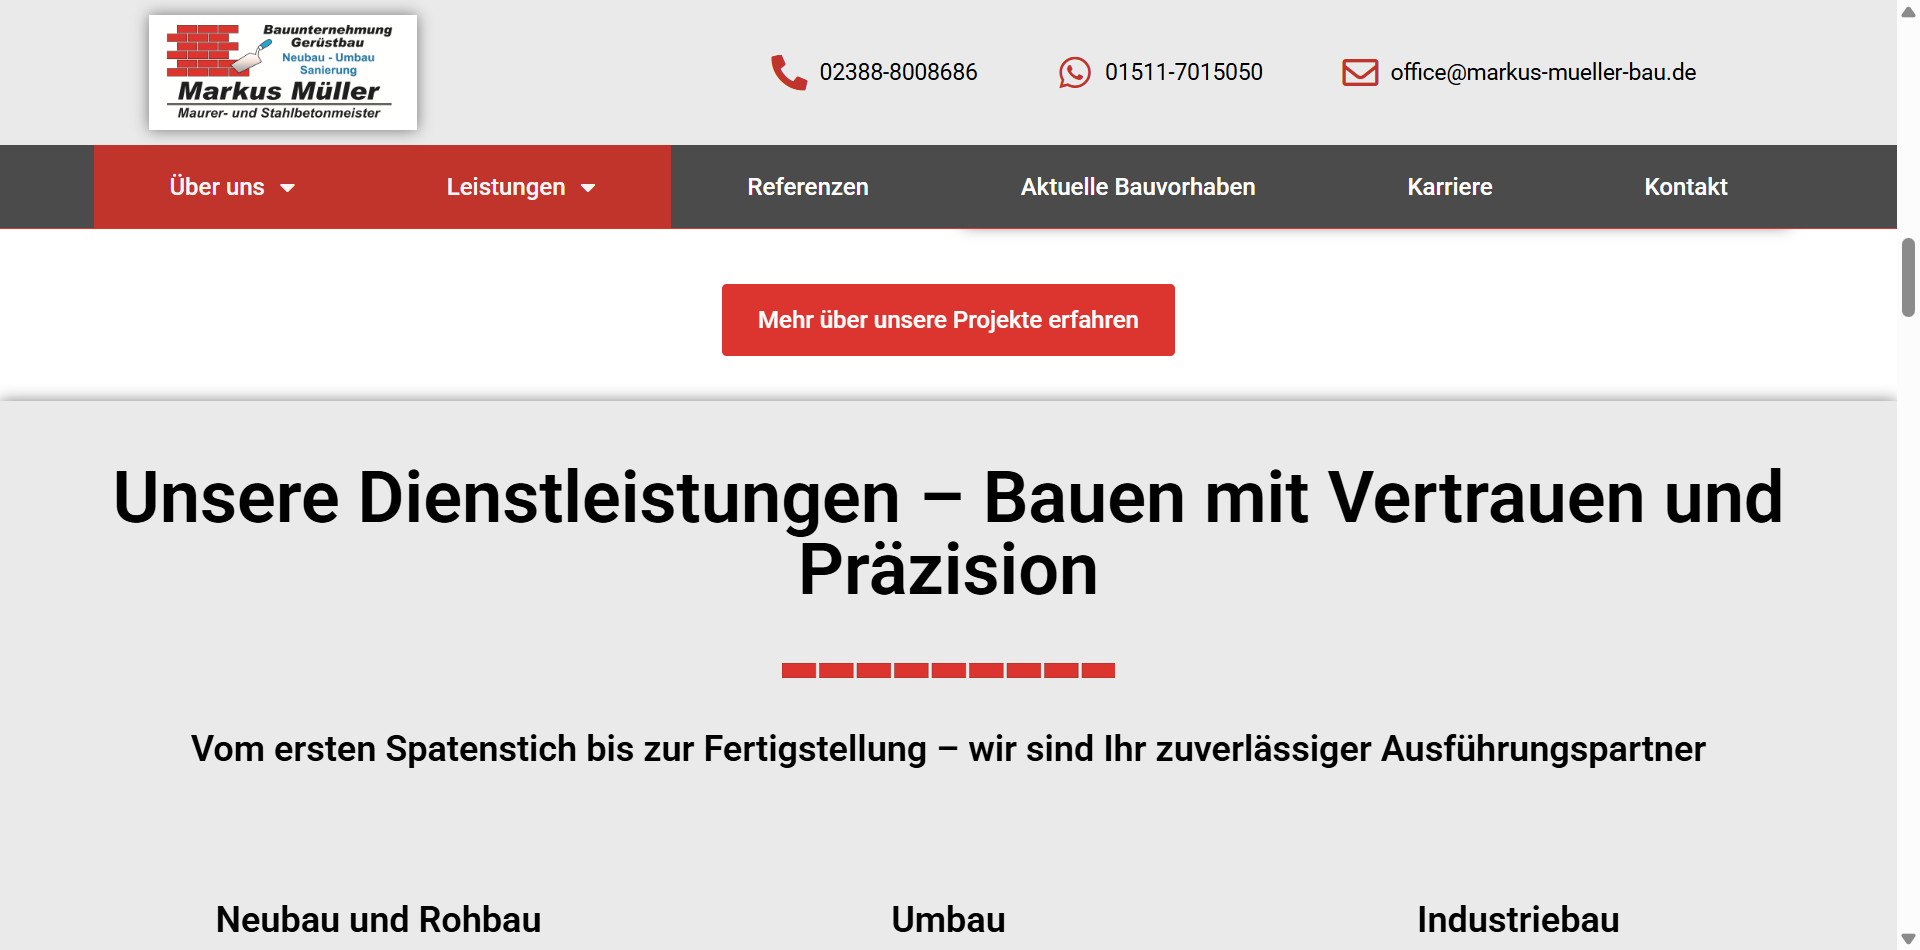 Bauunternehmung
Gerüstbau
Neubau - Umbau
Sanierung
Markus Müller
Maurer- und Stahlbetonmeister
02388-8008686
01511-7015050
office@markus-mueller-bau.de
Über uns
Leistungen
Referenzen
Aktuelle Bauvorhaben
Karriere
Kontakt
Mehr über unsere Projekte erfahren
Unsere Dienstleistungen – Bauen mit Vertrauen und
Präzision
Vom ersten Spatenstich bis zur Fertigstellung – wir sind Ihr zuverlässiger Ausführungspartner
Neubau und Rohbau
Umbau
Industriebau